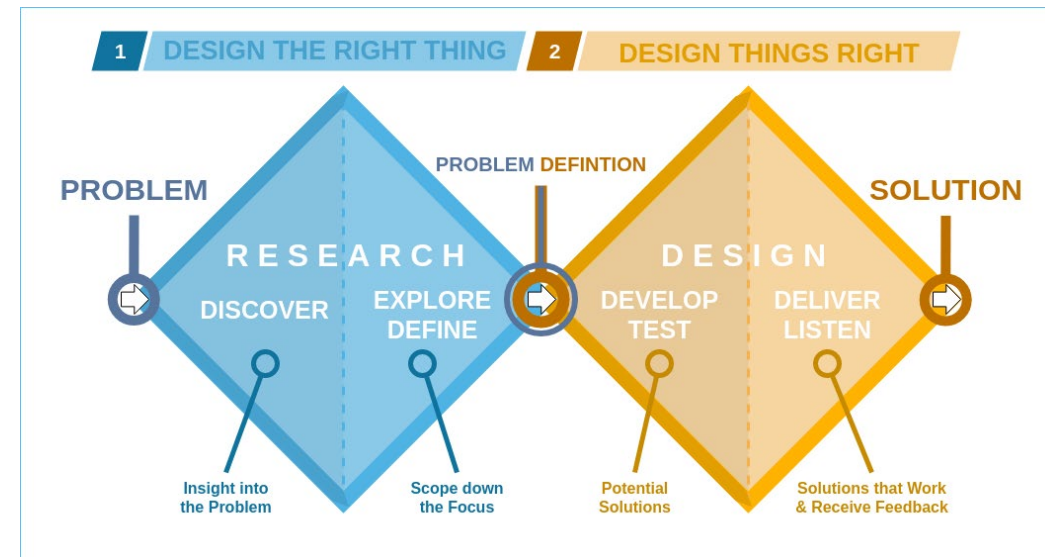 1 DESIGN THE RIGHT THING 2 DESIGN THINGS RIGHT
PROBLEM DEFINTION
PROBLEM
SOLUTION
RESEARCH
DESIGN
DISCOVER
EXPLORE
DEFINE
DEVELOP
TEST
DELIVER
LISTEN
Insight into
the Problem
Scope down
the Focus
Potential
Solutions
Solutions that Work
& Receive Feedback